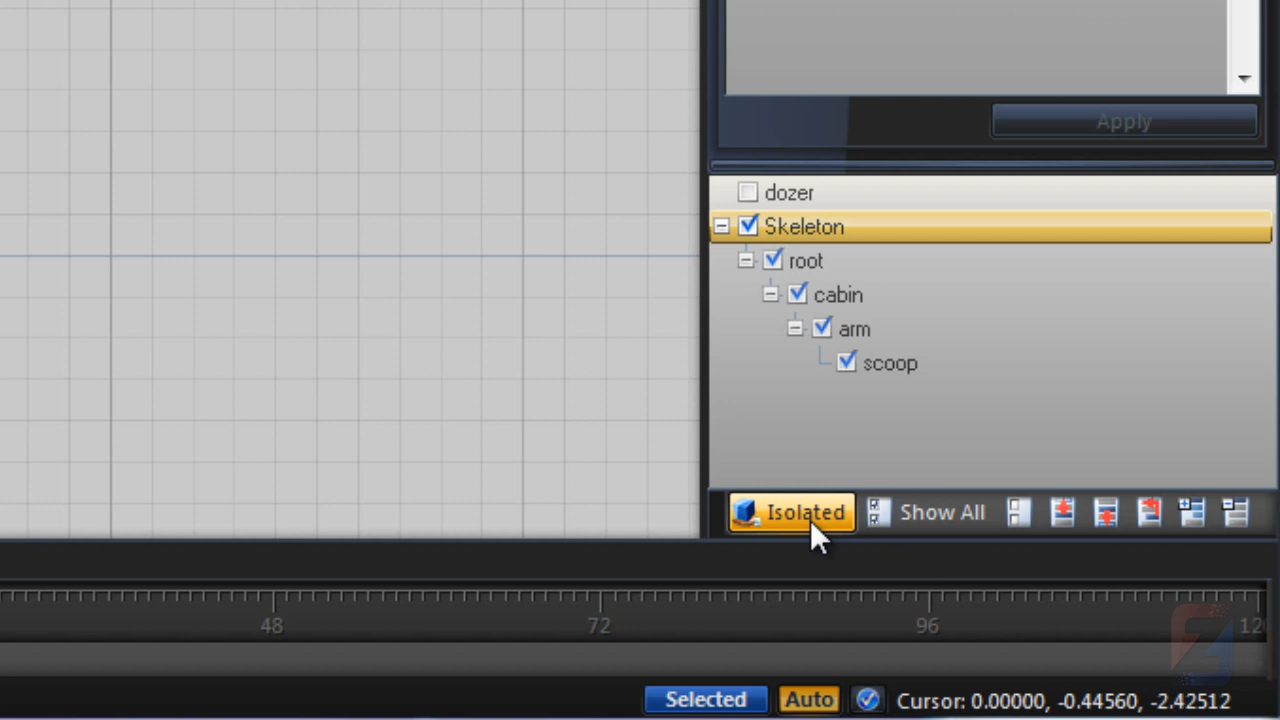 Apply
dozer
Skeleton
root
cabin
arm
scoop
Isolated Show All
48 72 96
Selected Auto Cursor: 0.00000, -0.44560, -2.42512